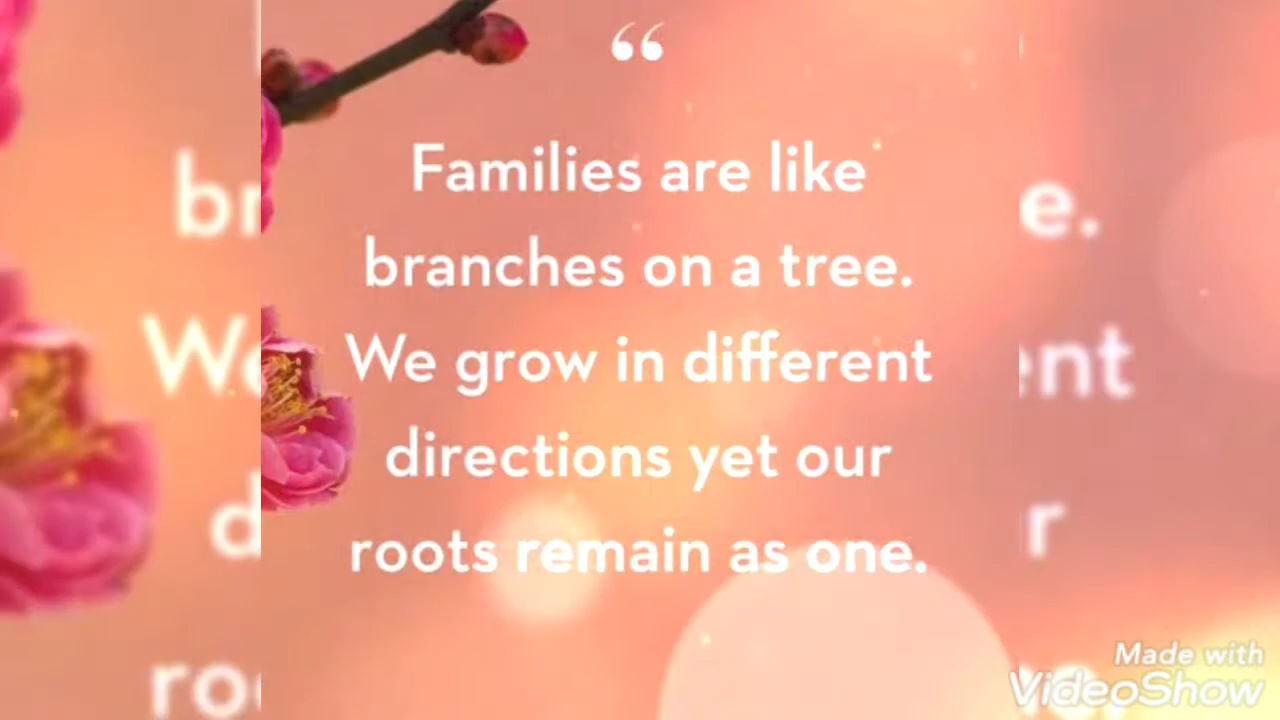 “
Families are like
branches on a tree.
We grow in different
directions yet our
roots remain as one.
Made with
VideoShow